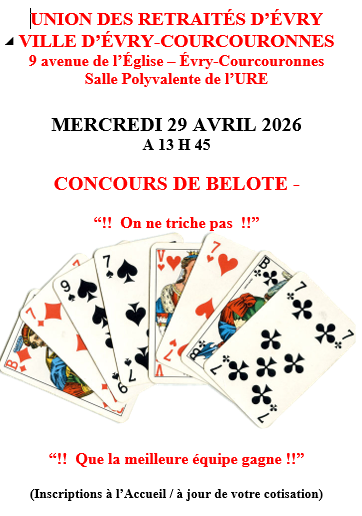 UNION DES RETRAITÉS D’ÉVRY
VILLE D’ÉVRY-COURCOURONNES
9 avenue de l’Église – Évry-Courcouronnes
Salle Polyvalente de l’URE
MERCREDI 29 AVRIL 2026
A 13 H 45
CONCOURS DE BELOTE -
“!!  On ne triche pas  !!”
“!!  Que la meilleure équipe gagne !!”
(Inscriptions à l’Accueil / à jour de votre cotisation)